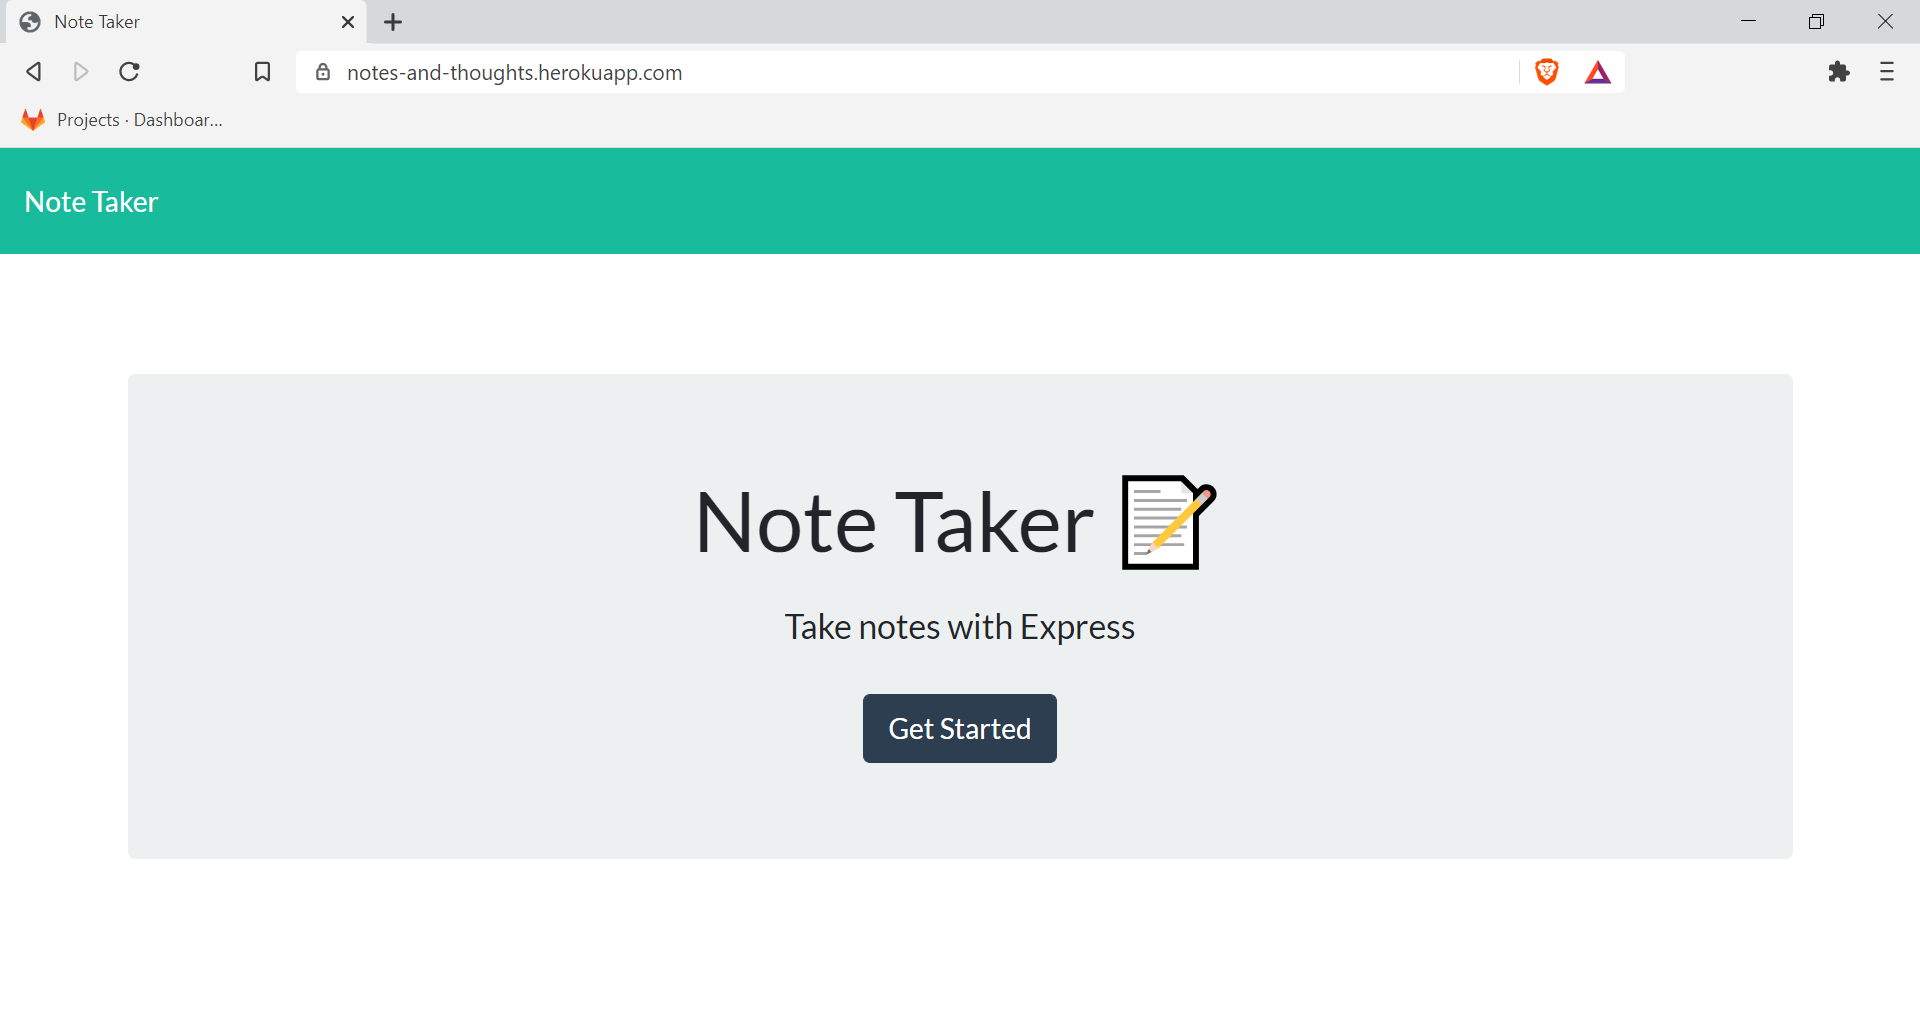 Note Taker
notes-and-thoughts.herokuapp.com
Projects · Dashboar...
Note Taker
Note Taker
Take notes with Express
Get Started